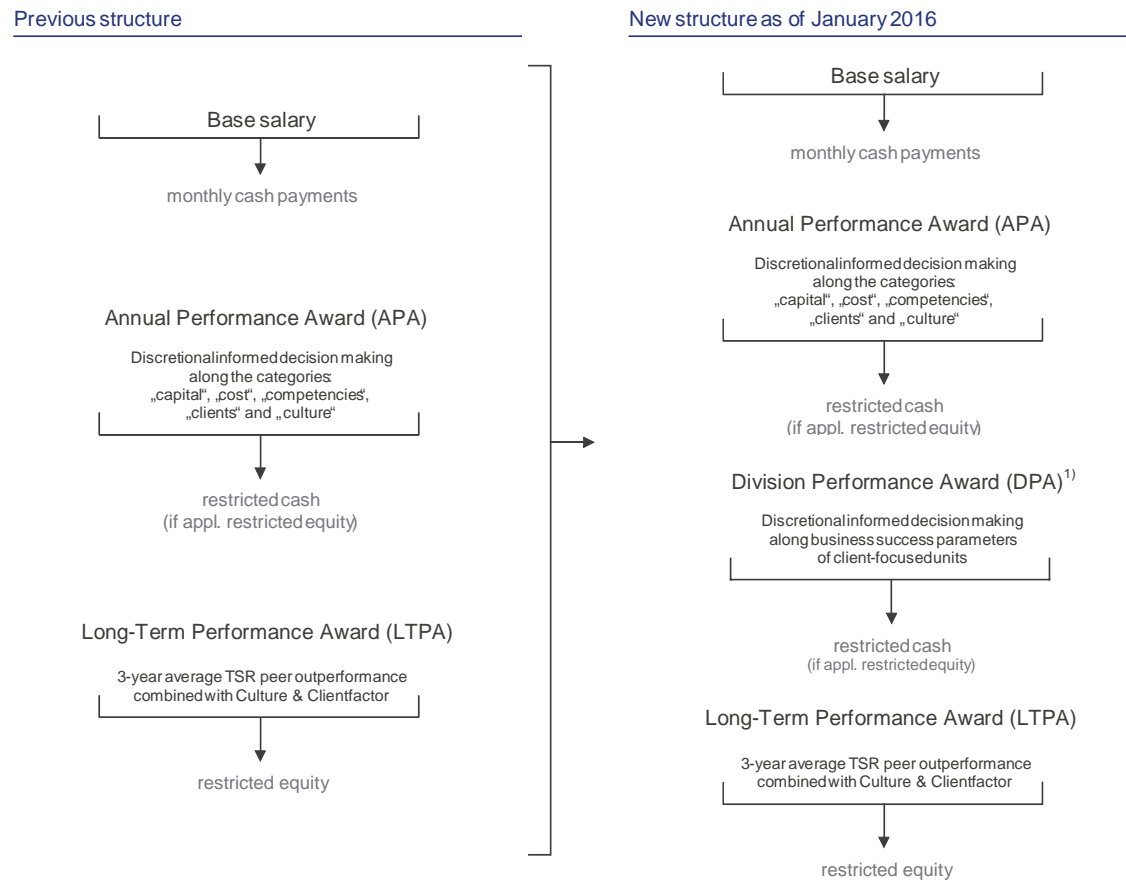 Previous structure
Base salary
monthly cash payments
Annual Performance Award (APA)
Discretional informed decision making
along the categories:
„capital“, „cost“, „competencies“,
„clients“ and „culture“
restricted cash
(if appl. restricted equity)
Long-Term Performance Award (LTPA)
3-year average TSR peer outperformance
combined with Culture & Clientfactor
restricted equity
New structure as of January 2016
Base salary
monthly cash payments
Annual Performance Award (APA)
Discretional informed decision making
along the categories:
„capital“, „cost“, „competencies“,
„clients“ and „culture“
restricted cash
(if appl. restricted equity)
Division Performance Award (DPA)1)
Discretional informed decision making
along business success parameters
of client-focused units
restricted cash
(if appl. restricted equity)
Long-Term Performance Award (LTPA)
3-year average TSR peer outperformance
combined with Culture & Clientfactor
restricted equity